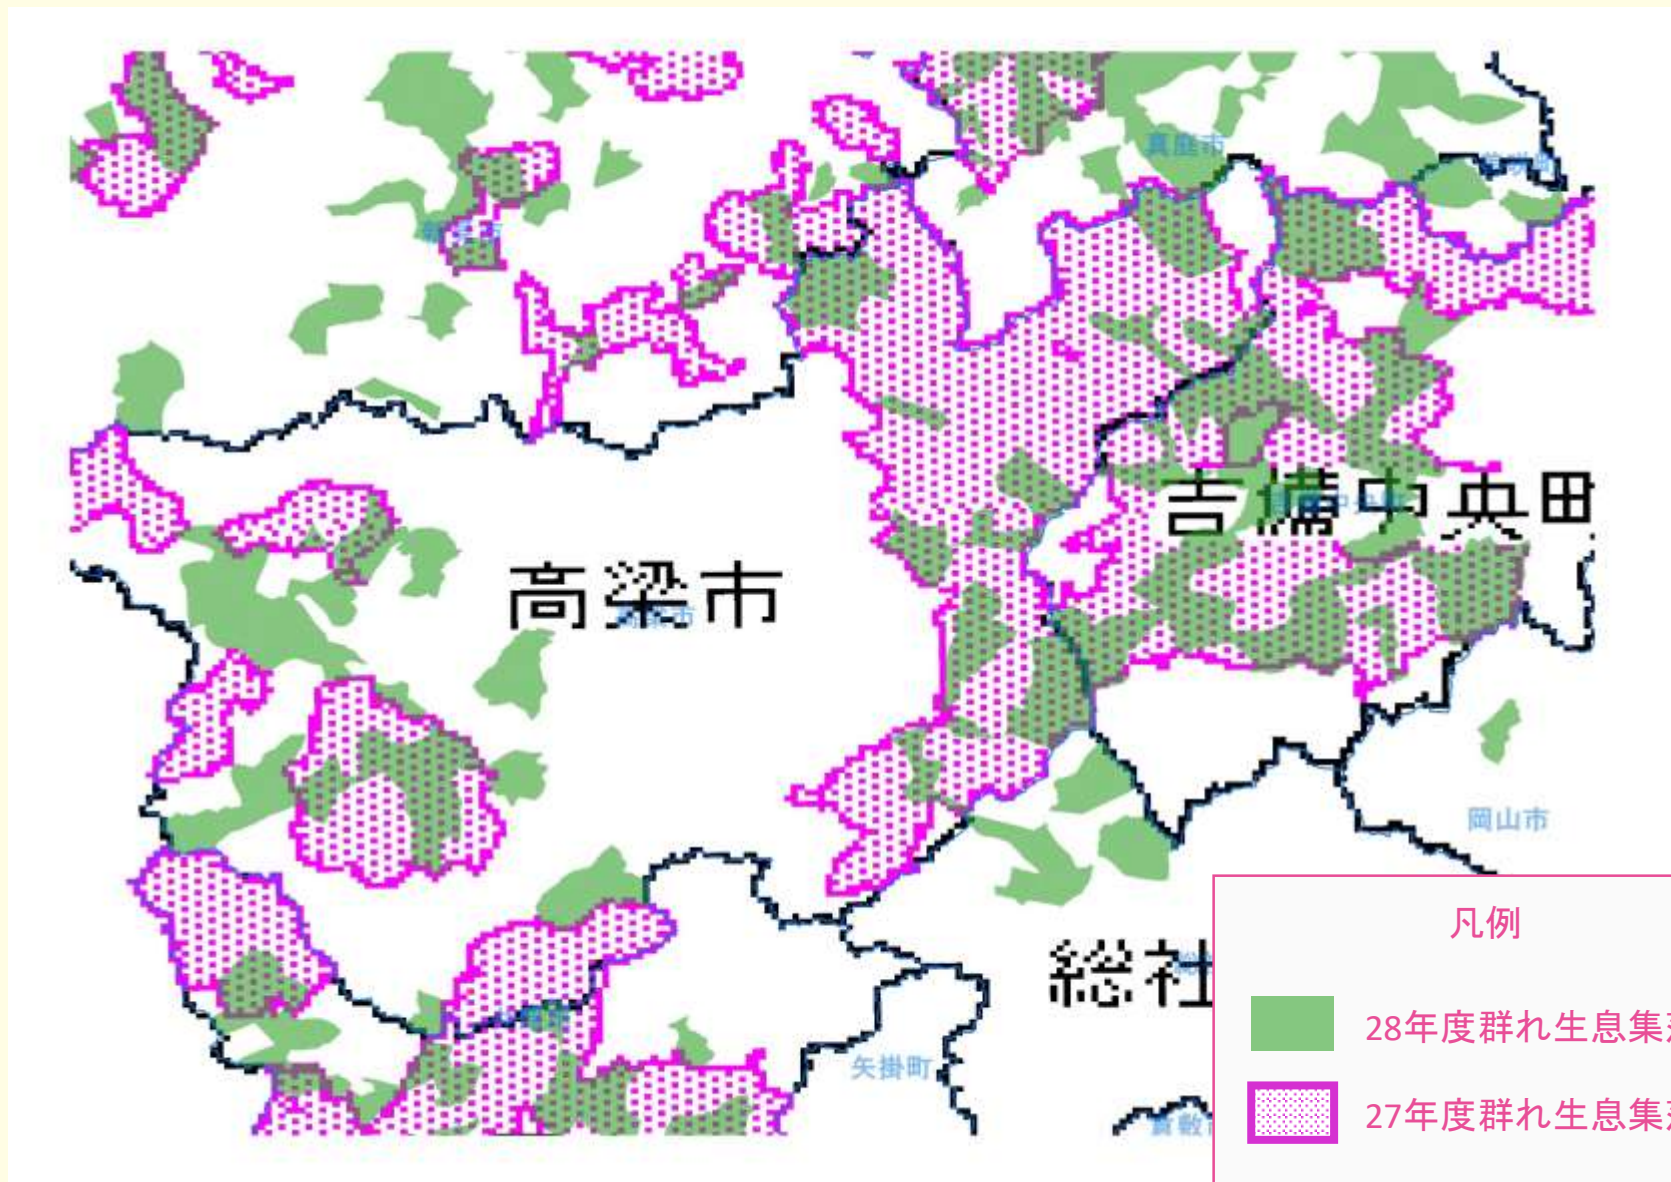 真庭市
高梁市
吉備中央町
岡山市
総社
矢掛町
凡例
28年度群れ生息集
27年度群れ生息集